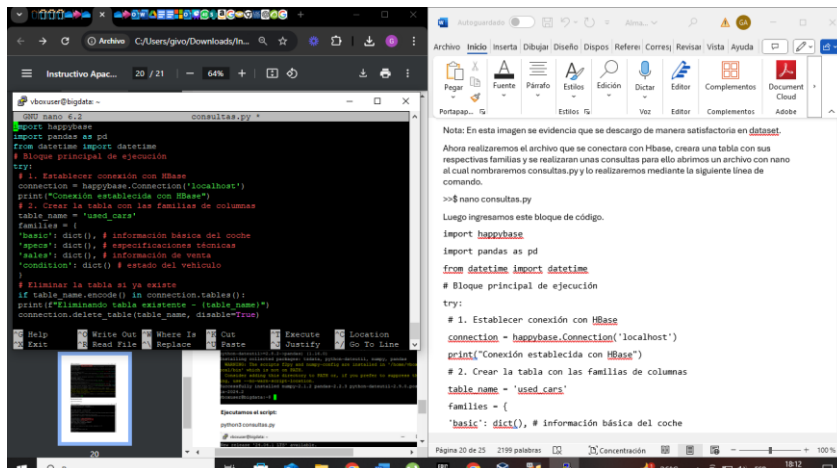 Archivo C:/Users/givo/Downloads/In...
Instructivo Apac... 20 / 21 64%
vboxuser@bigdata: ~
GNU nano 6.2 consultas.py *
import happybase
import pandas as pd
from datetime import datetime
# Bloque principal de ejecución
try:
# 1. Establecer conexión con HBase
connection = happybase.Connection('localhost')
print("Conexión establecida con HBase")
# 2. Crear la tabla con las familias de columnas
table_name = 'used_cars'
families = {
'basic': dict(), # información básica del coche
'specs': dict(), # especificaciones técnicas
'sales': dict(), # información de venta
'condition': dict() # estado del vehículo
}
# Eliminar la tabla si ya existe
if table_name.encode() in connection.tables():
print(f"Eliminando tabla existente - {table_name}")
connection.delete_table(table_name, disable=True)
^G Help ^O Write Out ^W Where Is ^K Cut ^T Execute ^C Location
^X Exit ^R Read File ^\ Replace ^U Paste ^J Justify ^/ Go To Line
Ejecutamos el script:
python3 consultas.py
20
Autoguardado Alma... GA
Archivo Inicio Inserta Dibujar Diseño Dispos Referei Corres Revisar Vista Ayuda
Pegar Fuente Párrafo Estilos Edición Dictar Editor Complementos Document Cloud
Portapap... Estilos Voz Editor Complementos Adobe
Nota: En esta imagen se evidencia que se descargo de manera satisfactoria en dataset.
Ahora realizaremos el archivo que se conectara con Hbase, creara una tabla con sus
respectivas familias y se realizaran unas consultas para ello abrimos un archivo con nano
al cual nombraremos consultas.py y lo realizaremos mediante la siguiente línea de
comando.
>>$ nano consultas.py
Luego ingresamos este bloque de código.
import happybase
import pandas as pd
from datetime import datetime
# Bloque principal de ejecución
try:
# 1. Establecer conexión con HBase
connection = happybase.Connection('localhost')
print("Conexión establecida con HBase")
# 2. Crear la tabla con las familias de columnas
table_name = 'used_cars'
families = {
'basic': dict(), # información básica del coche
Página 20 de 25 2199 palabras Concentración 100%
18:12